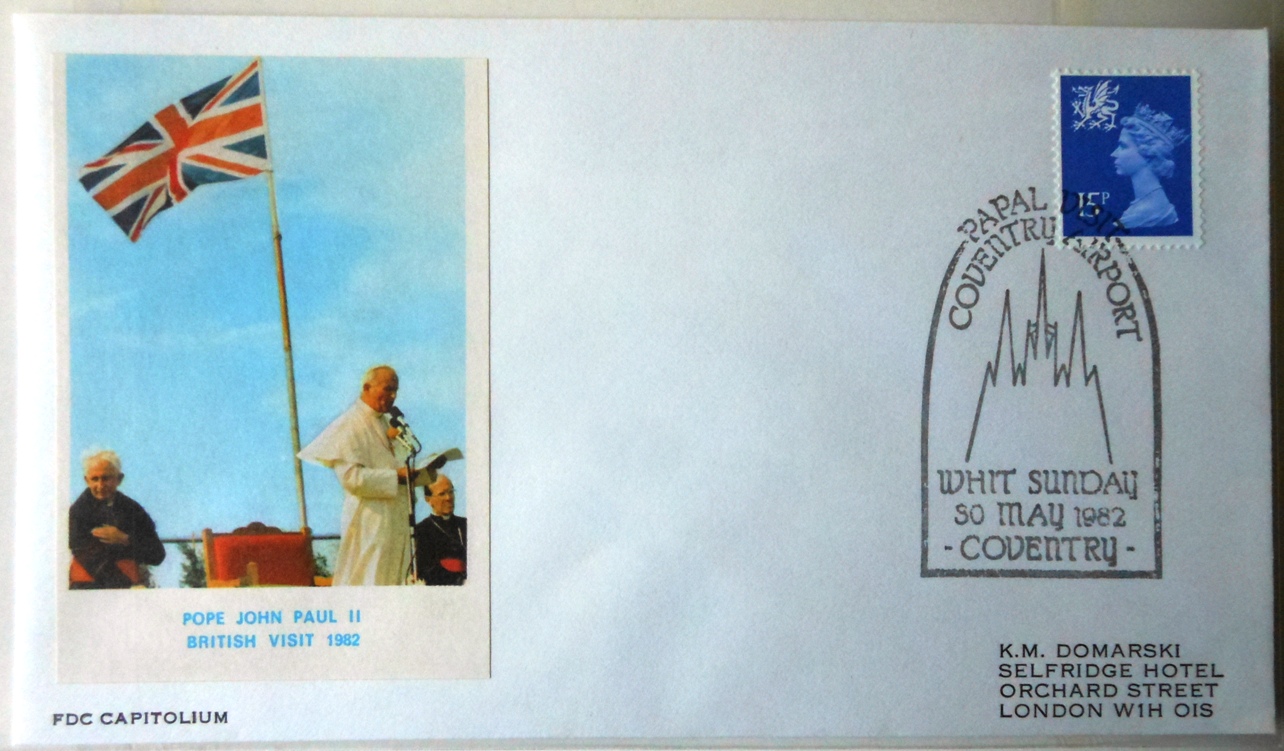 15P
PAPAL VISIT
COVENTRY AIRPORT
WHIT SUNDAY
30 MAY 1982
- COVENTRY -
POPE JOHN PAUL II
BRITISH VISIT 1982
K.M. DOMARSKI
SELFRIDGE HOTEL
ORCHARD STREET
LONDON W1H OIS
FDC CAPITOLIUM